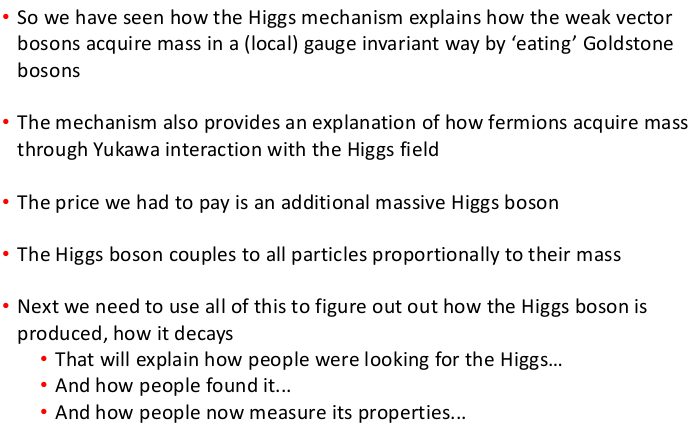 • So we have seen how the Higgs mechanism explains how the weak vector
bosons acquire mass in a (local) gauge invariant way by ‘eating’ Goldstone
bosons
• The mechanism also provides an explanation of how fermions acquire mass
through Yukawa interaction with the Higgs field
• The price we had to pay is an additional massive Higgs boson
• The Higgs boson couples to all particles proportionally to their mass
• Next we need to use all of this to figure out out how the Higgs boson is
produced, how it decays
• That will explain how people were looking for the Higgs…
• And how people found it...
• And how people now measure its properties...